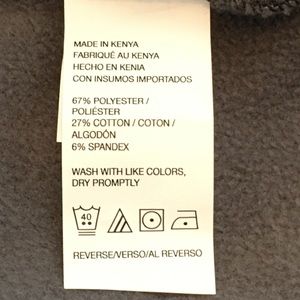 MADE IN KENYA
FABRIQUÉ AU KENYA
HECHO EN KENIA
CON INSUMOS IMPORTADOS
67% POLYESTER /
POLIÉSTER
27% COTTON / COTON /
ALGODÓN
6% SPANDEX
WASH WITH LIKE COLORS,
DRY PROMPTLY
40
REVERSE/VERSO/AL REVERSO